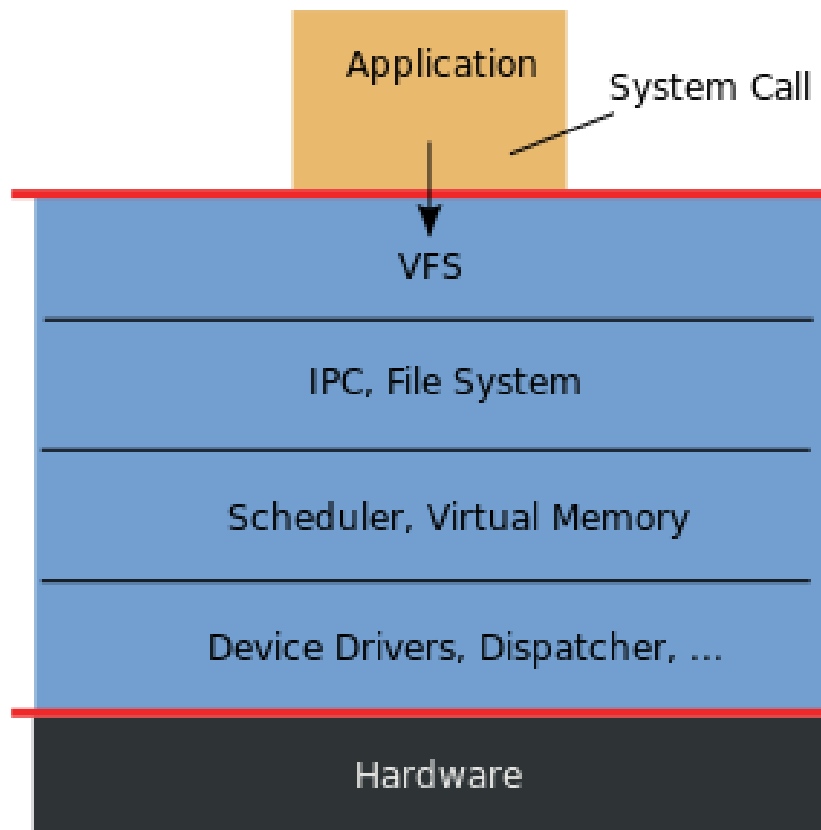 Application
System Call
VFS
IPC, File System
Scheduler, Virtual Memory
Device Drivers, Dispatcher, ...
Hardware